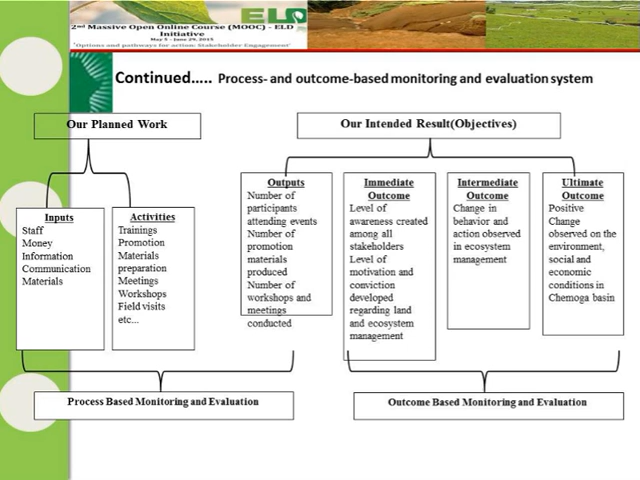 ELD
2nd Massive Open Online Course (MOOC) - ELD
Initiative
May 5 - June 29, 2015
"Options and pathways for action: Stakeholder Engagement"
Continued….. Process- and outcome-based monitoring and evaluation system
Our Planned Work
Our Intended Result(Objectives)
Inputs
Staff
Money
Information
Communication
Materials
Activities
Trainings
Promotion
Materials
preparation
Meetings
Workshops
Field visits
etc...
Outputs
Number of
participants
attending events
Number of
promotion
materials
produced
Number of
workshops and
meetings
conducted
Immediate
Outcome
Level of
awareness created
among all
stakeholders
Level of
motivation and
conviction
developed
regarding land
and ecosystem
management
Intermediate
Outcome
Change in
behavior and
action observed
in ecosystem
management
Ultimate
Outcome
Positive
Change
observed on the
environment,
social and
economic
conditions in
Chemoga basin
Process Based Monitoring and Evaluation
Outcome Based Monitoring and Evaluation